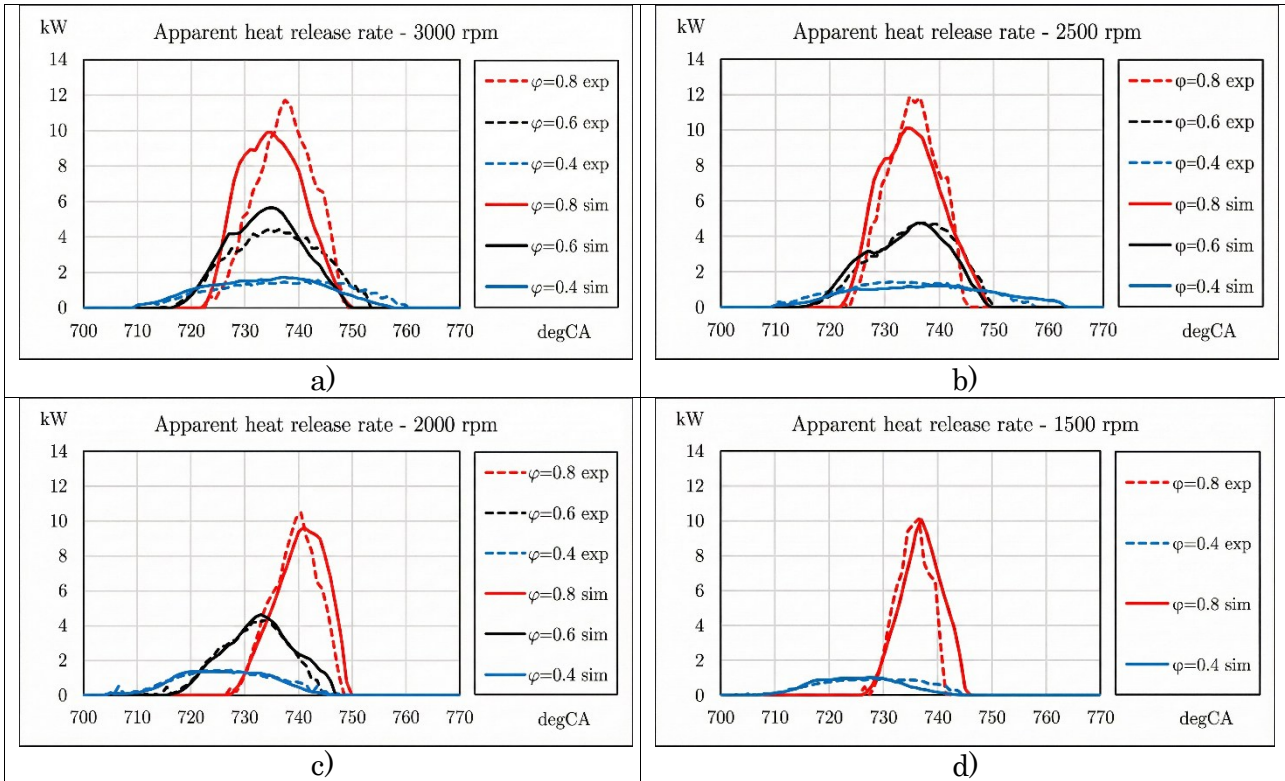 kW
Apparent heat release rate - 3000 rpm
14
12
10
8
6
4
2
0
700 710 720 730 740 750 760 770
degCA
φ=0.8 exp
φ=0.6 exp
φ=0.4 exp
φ=0.8 sim
φ=0.6 sim
φ=0.4 sim
a)
kW
Apparent heat release rate - 2500 rpm
14
12
10
8
6
4
2
0
700 710 720 730 740 750 760 770
degCA
φ=0.8 exp
φ=0.6 exp
φ=0.4 exp
φ=0.8 sim
φ=0.6 sim
φ=0.4 sim
b)
kW
Apparent heat release rate - 2000 rpm
14
12
10
8
6
4
2
0
700 710 720 730 740 750 760 770
degCA
φ=0.8 exp
φ=0.6 exp
φ=0.4 exp
φ=0.8 sim
φ=0.6 sim
φ=0.4 sim
c)
kW
Apparent heat release rate - 1500 rpm
14
12
10
8
6
4
2
0
700 710 720 730 740 750 760 770
degCA
φ=0.8 exp
φ=0.4 exp
φ=0.8 sim
φ=0.4 sim
d)